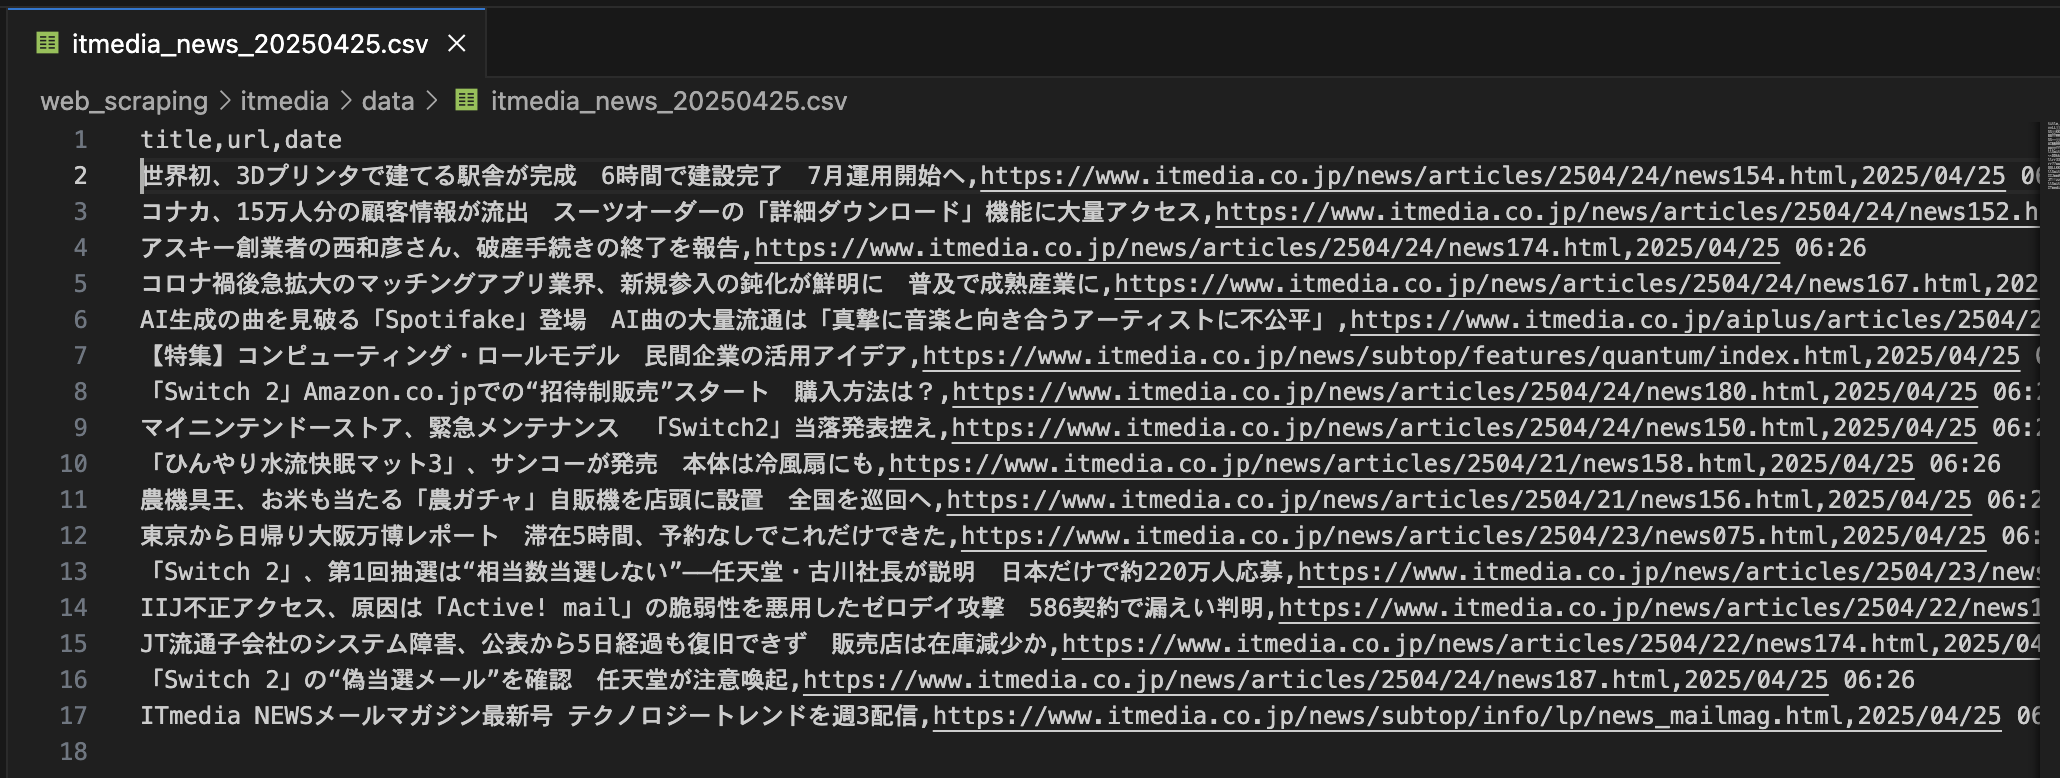 itmedia_news_20250425.csv
web_scraping > itmedia > data > itmedia_news_20250425.csv
1 title,url,date
2 世界初、3Dプリンタで建てる駅舎が完成　6時間で建設完了　7月運用開始へ,https://www.itmedia.co.jp/news/articles/2504/24/news154.html,2025/04/25 06
3 コナカ、15万人分の顧客情報が流出　スーツオーダーの「詳細ダウンロード」機能に大量アクセス,https://www.itmedia.co.jp/news/articles/2504/24/news152.h
4 アスキー創業者の西和彦さん、破産手続きの終了を報告,https://www.itmedia.co.jp/news/articles/2504/24/news174.html,2025/04/25 06:26
5 コロナ禍後急拡大のマッチングアプリ業界、新規参入の鈍化が鮮明に　普及で成熟産業に,https://www.itmedia.co.jp/news/articles/2504/24/news167.html,202
6 AI生成の曲を見破る「Spotifake」登場　AI曲の大量流通は「真摯に音楽と向き合うアーティストに不公平」,https://www.itmedia.co.jp/aiplus/articles/2504/2
7 【特集】コンピューティング・ロールモデル　民間企業の活用アイデア,https://www.itmedia.co.jp/news/subtop/features/quantum/index.html,2025/04/25
8 「Switch 2」Amazon.co.jpでの“招待制販売”スタート　購入方法は？,https://www.itmedia.co.jp/news/articles/2504/24/news180.html,2025/04/25 06:2
9 マイニンテンドーストア、緊急メンテナンス　「Switch2」当落発表控え,https://www.itmedia.co.jp/news/articles/2504/24/news150.html,2025/04/25 06:2
10 「ひんやり水流快眠マット3」、サンコーが発売　本体は冷風扇にも,https://www.itmedia.co.jp/news/articles/2504/21/news158.html,2025/04/25 06:26
11 農機具王、お米も当たる「農ガチャ」自販機を店頭に設置　全国を巡回へ,https://www.itmedia.co.jp/news/articles/2504/21/news156.html,2025/04/25 06:2
12 東京から日帰り大阪万博レポート　滞在5時間、予約なしでこれだけできた,https://www.itmedia.co.jp/news/articles/2504/23/news075.html,2025/04/25 06:
13 「Switch 2」、第1回抽選は“相当数当選しない”──任天堂・古川社長が説明　日本だけで約220万人応募,https://www.itmedia.co.jp/news/articles/2504/23/news
14 IIJ不正アクセス、原因は「Active! mail」の脆弱性を悪用したゼロデイ攻撃　586契約で漏えい判明,https://www.itmedia.co.jp/news/articles/2504/22/news1
15 JT流通子会社のシステム障害、公表から5日経過も復旧できず　販売店は在庫減少か,https://www.itmedia.co.jp/news/articles/2504/22/news174.html,2025/04
16 「Switch 2」の“偽当選メール”を確認　任天堂が注意喚起,https://www.itmedia.co.jp/news/articles/2504/24/news187.html,2025/04/25 06:26
17 ITmedia NEWSメールマガジン最新号 テクノロジートレンドを週3配信,https://www.itmedia.co.jp/news/subtop/info/lp/news_mailmag.html,2025/04/25 06
18